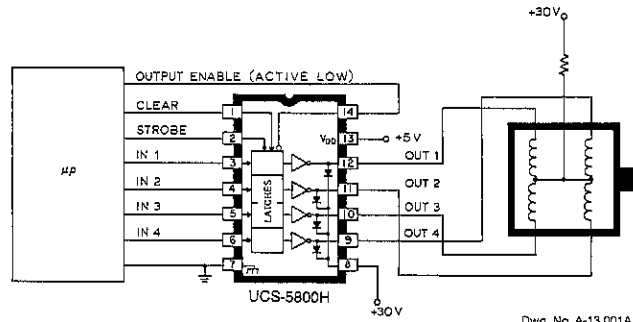 +30V
OUTPUT ENABLE (ACTIVE LOW)
CLEAR
1
14
STROBE
2
VDD
13
+5V
μp
IN 1
3
12
OUT 1
IN 2
4
11
OUT 2
IN 3
5
LATCHES
10
OUT 3
IN 4
6
9
OUT 4
7
8
UCS-5800H
+30V
Dwg. No. A-13,001A